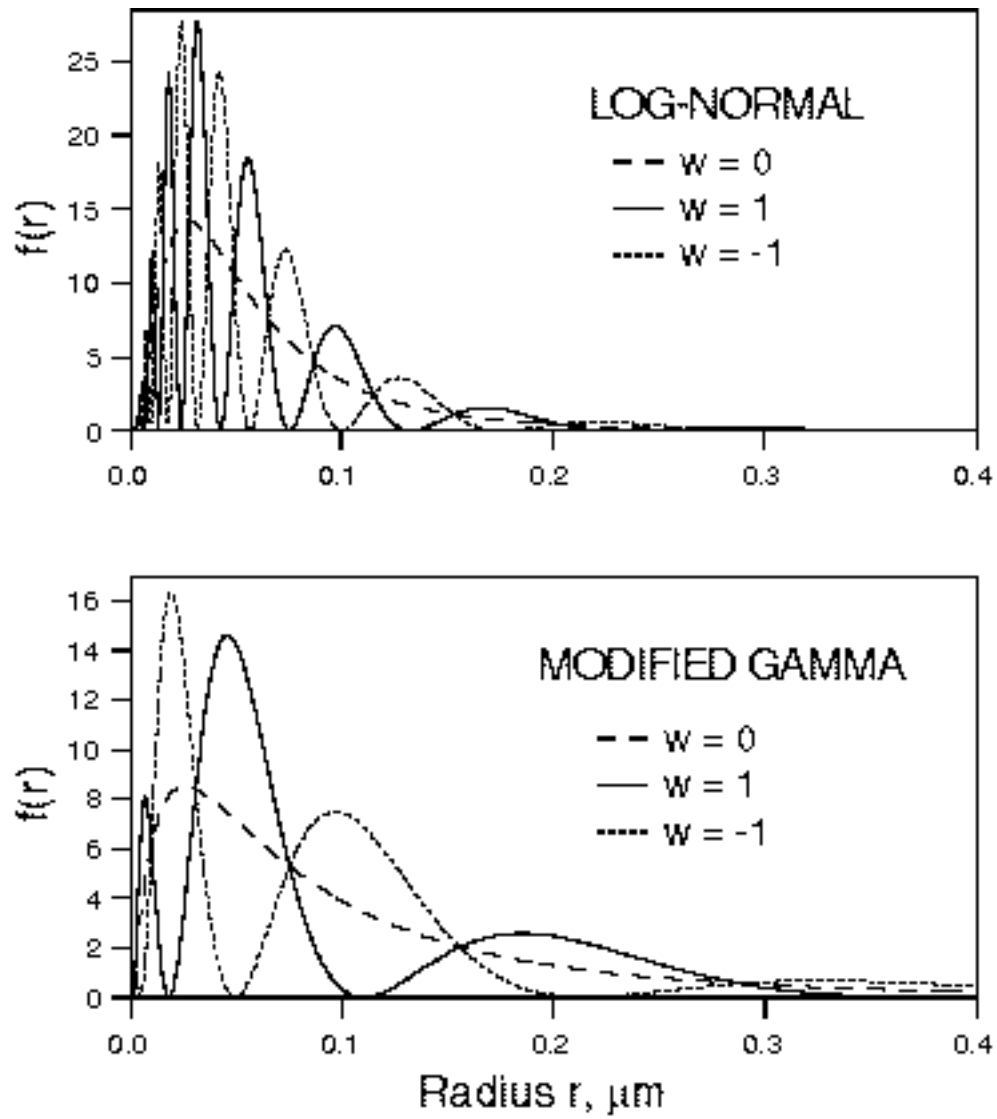 25
20
15
10
5
0
f(r)
LOG-NORMAL
w = 0
w = 1
w = -1
0.0 0.1 0.2 0.3 0.4
16
14
12
10
8
6
4
2
0
f(r)
MODIFIED GAMMA
w = 0
w = 1
w = -1
0.0 0.1 0.2 0.3 0.4
Radius r, μm